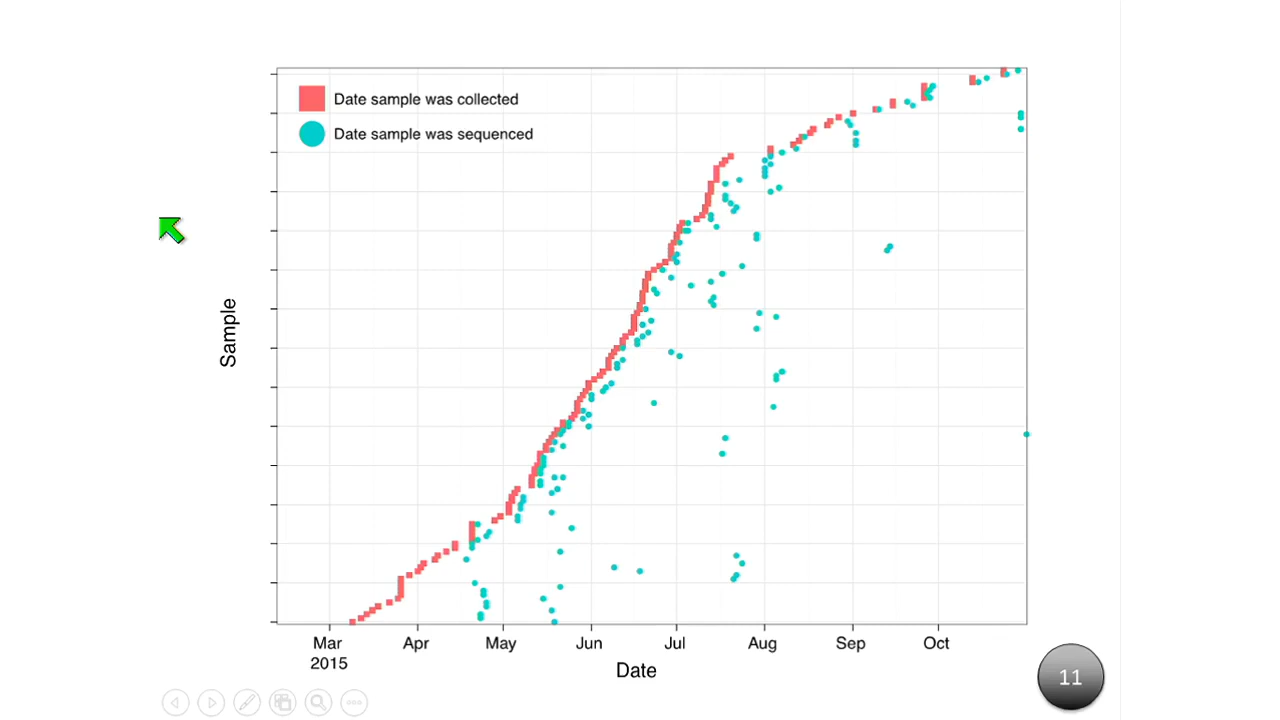 Date sample was collected
Date sample was sequenced
Sample
Mar Apr May Jun Jul Aug Sep Oct
2015
Date
11